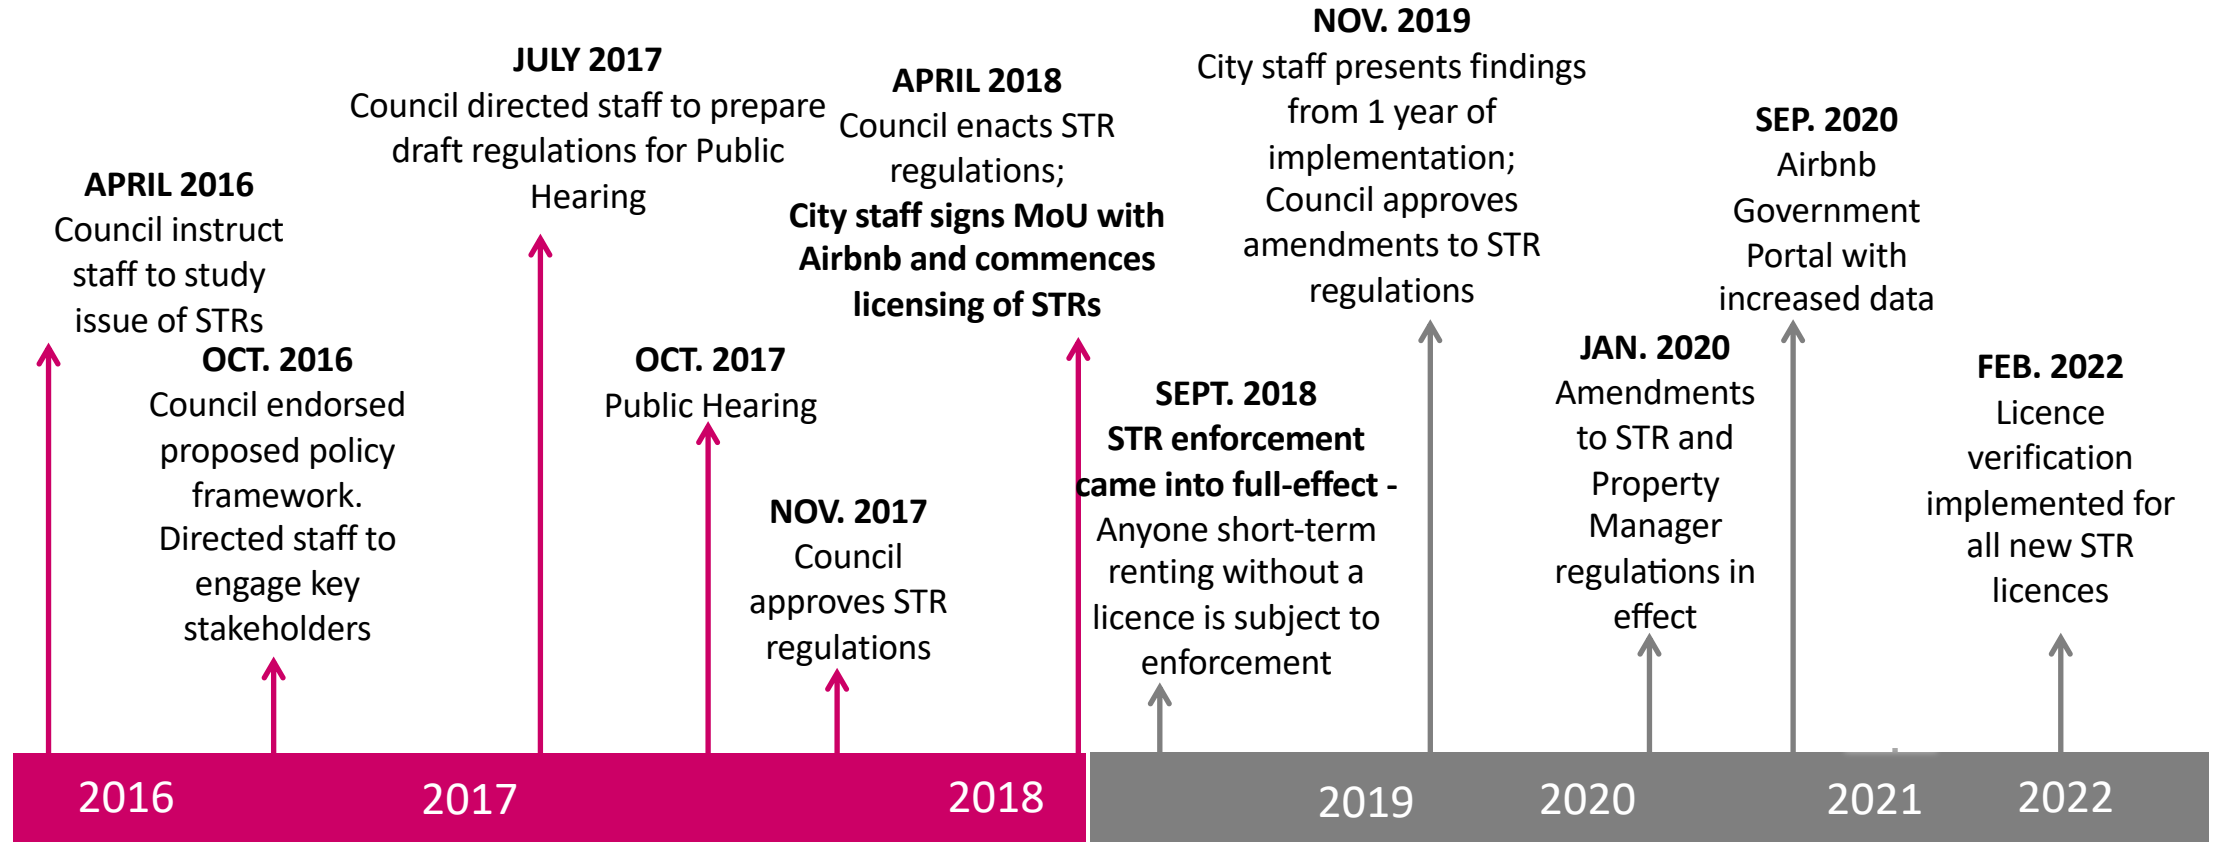 APRIL 2016
Council instruct
staff to study
issue of STRs
OCT. 2016
Council endorsed
proposed policy
framework.
Directed staff to
engage key
stakeholders
JULY 2017
Council directed staff to prepare
draft regulations for Public
Hearing
OCT. 2017
Public Hearing
NOV. 2017
Council
approves STR
regulations
APRIL 2018
Council enacts STR
regulations;
City staff signs MoU with
Airbnb and commences
licensing of STRs
SEPT. 2018
STR enforcement
came into full-effect -
Anyone short-term
renting without a
licence is subject to
enforcement
NOV. 2019
City staff presents findings
from 1 year of
implementation;
Council approves
amendments to STR
regulations
JAN. 2020
Amendments
to STR and
Property
Manager
regulations in
effect
SEP. 2020
Airbnb
Government
Portal with
increased data
FEB. 2022
Licence
verification
implemented for
all new STR
licences
2016
2017
2018
2019
2020
2021
2022